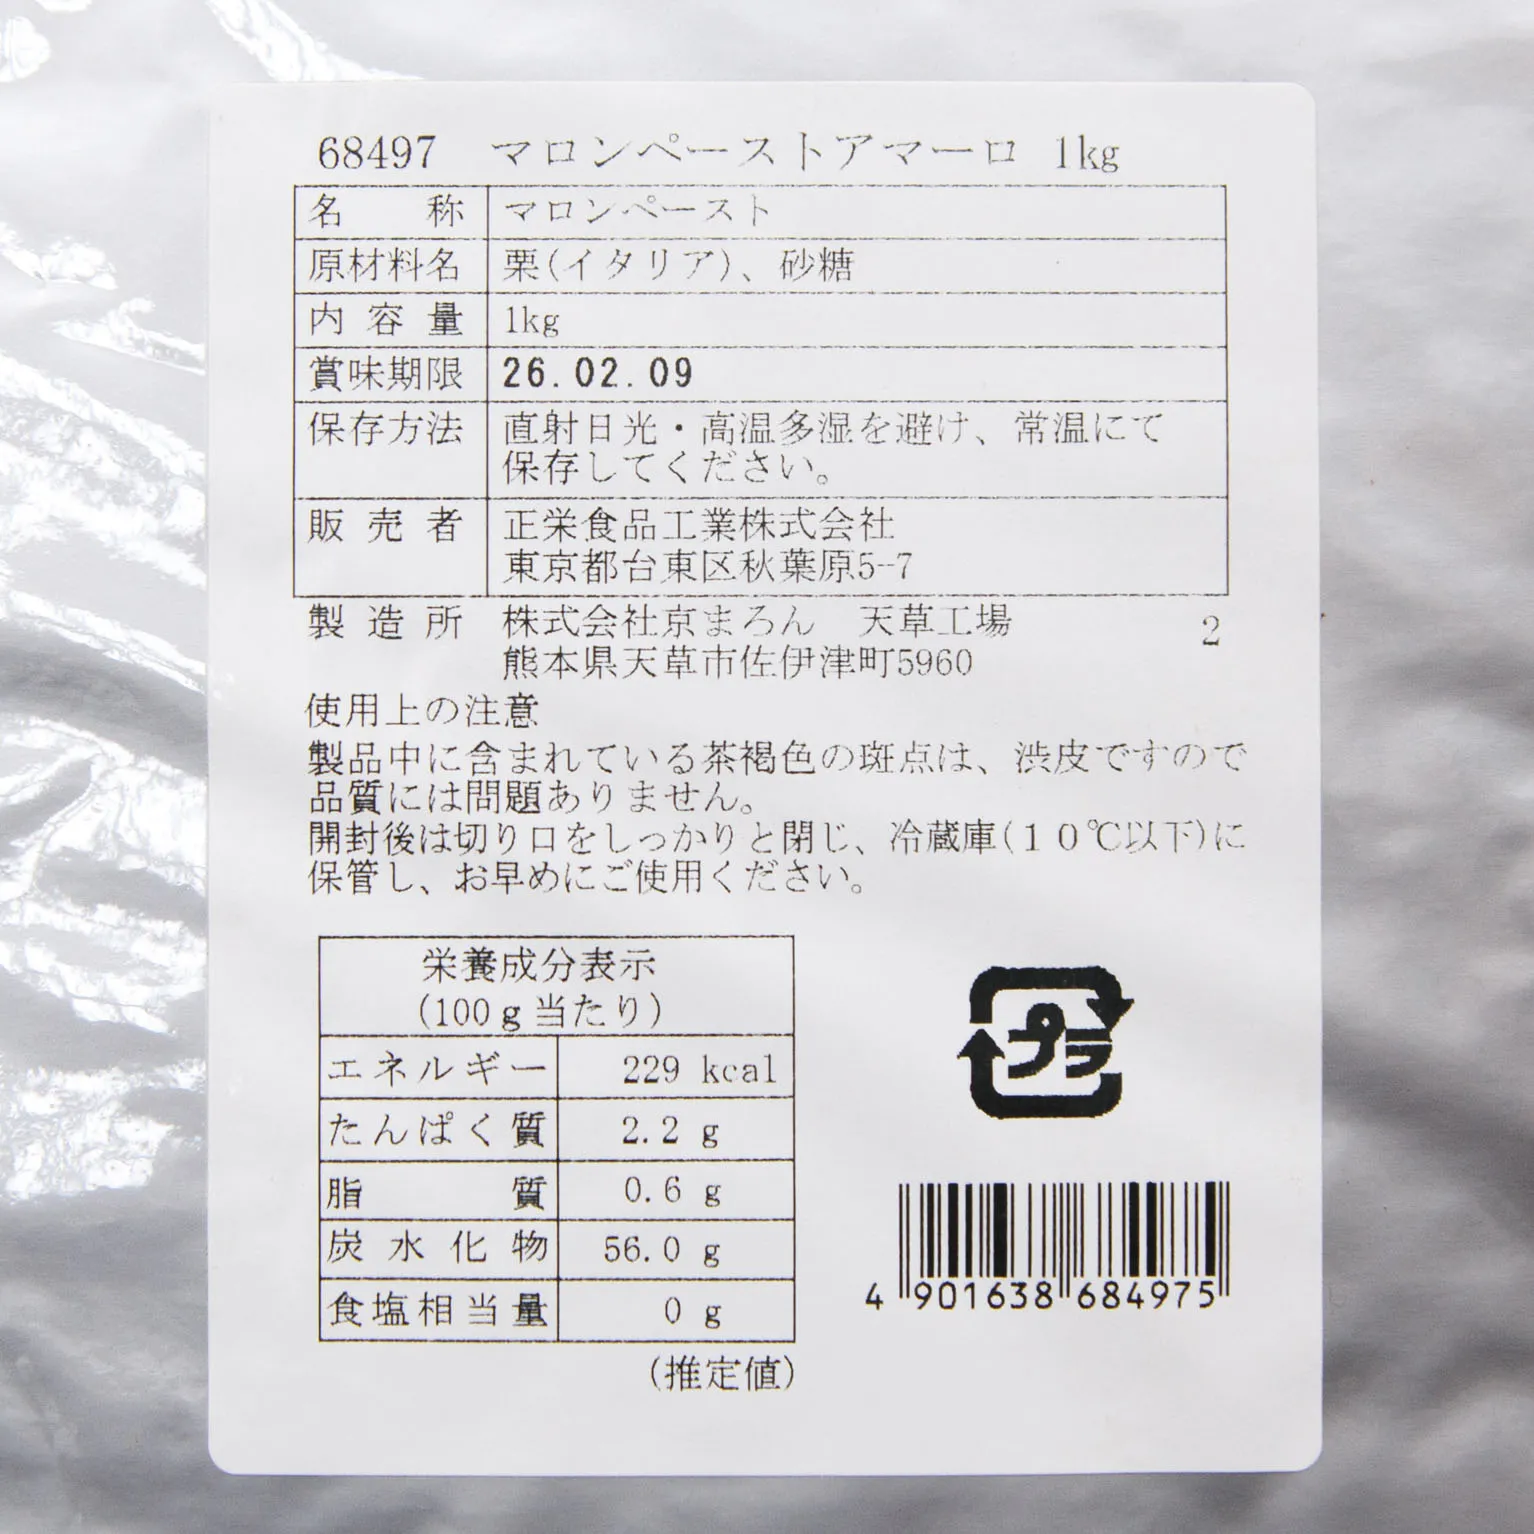 68497 マロンペーストアマーロ 1kg
名称 マロンペースト
原材料名 栗(イタリア)、砂糖
内容量 1kg
賞味期限 26.02.09
保存方法 直射日光・高温多湿を避け、常温にて
保存してください。
販売者 正栄食品工業株式会社
東京都台東区秋葉原5-7
製造所 株式会社京まろん 天草工場 2
熊本県天草市佐伊津町5960
使用上の注意
製品中に含まれている茶褐色の斑点は、渋皮ですので
品質には問題ありません。
開封後は切り口をしっかりと閉じ、冷蔵庫(10℃以下)に
保管し、お早めにご使用ください。
栄養成分表示
(100g当たり)
エネルギー 229 kcal
たんぱく質 2.2 g
脂質 0.6 g
炭水化物 56.0 g
食塩相当量 0 g
(推定値)
プラ
4 901638 684975